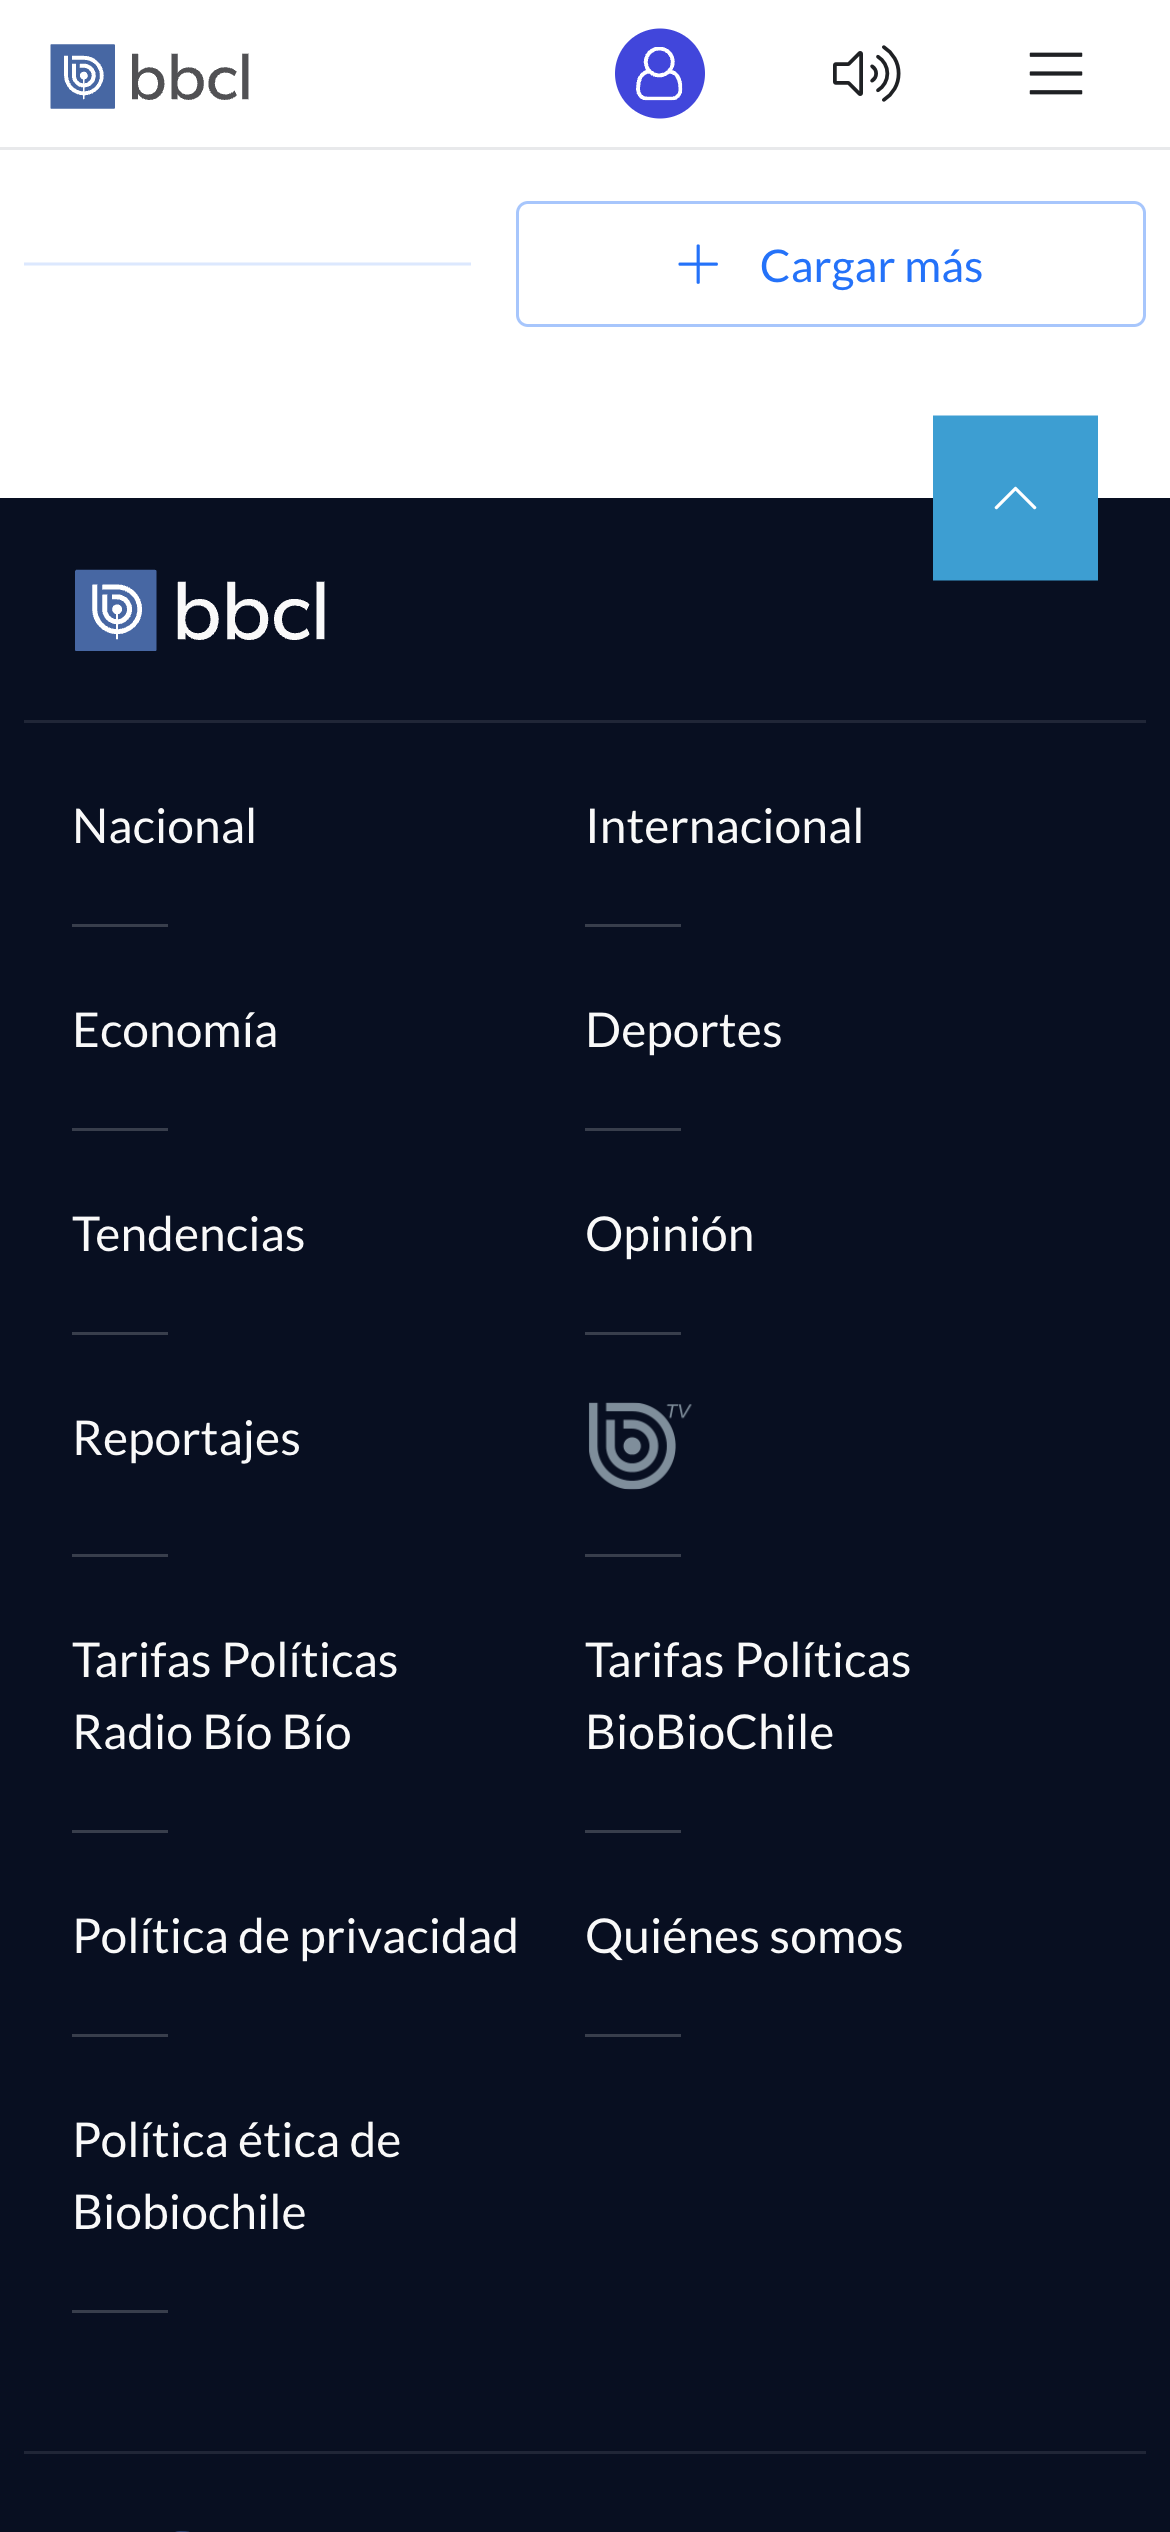 bbcl
Cargar más
bbcl
Nacional
Internacional
Economía
Deportes
Tendencias
Opinión
Reportajes
TV
Tarifas Políticas
Radio Bío Bío
Tarifas Políticas
BioBioChile
Política de privacidad
Quiénes somos
Política ética de
Biobiochile